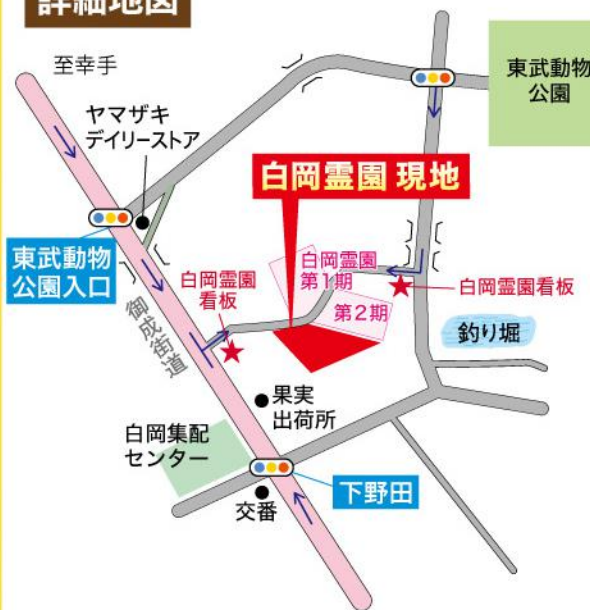 詳細地図
至幸手
東武動物
公園
ヤマザキ
デイリーストア
白岡霊園 現地
東武動物
公園入口
白岡霊園
看板
白岡霊園
第1期
第2期
白岡霊園看板
御成街道
釣り堀
果実
出荷所
白岡集配
センター
下野田
交番